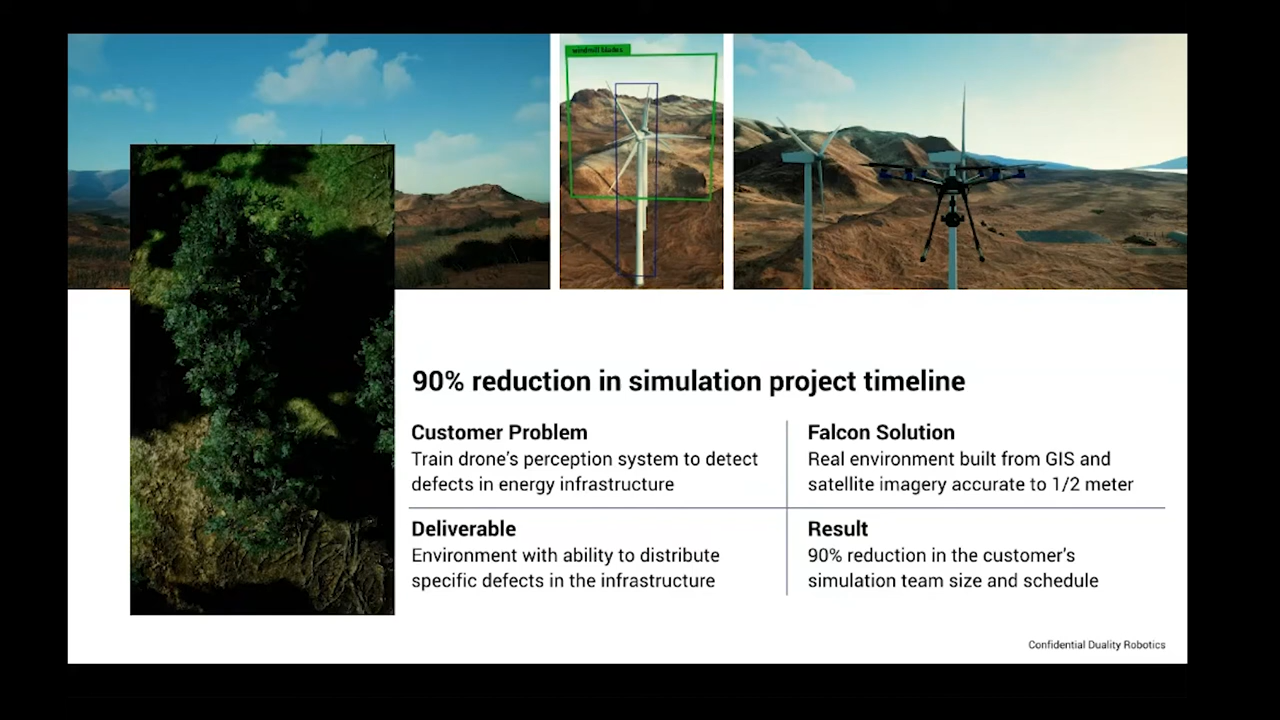 windmill blades
90% reduction in simulation project timeline
Customer Problem
Train drone's perception system to detect
defects in energy infrastructure
Falcon Solution
Real environment built from GIS and
satellite imagery accurate to 1/2 meter
Deliverable
Environment with ability to distribute
specific defects in the infrastructure
Result
90% reduction in the customer's
simulation team size and schedule
Confidential Duality Robotics